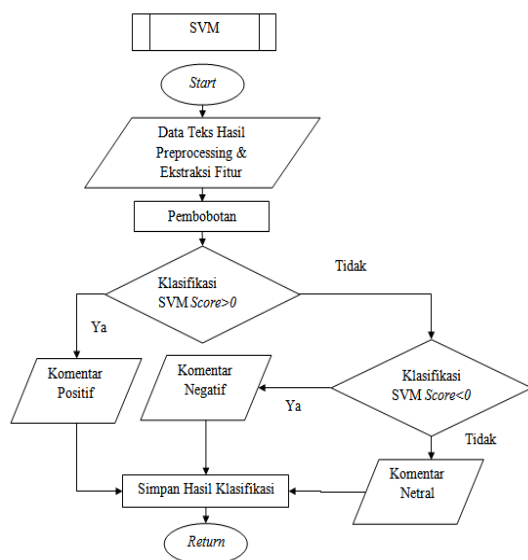 SVM
Start
Data Teks Hasil
Preprocessing &
Ekstraksi Fitur
Pembobotan
Klasifikasi
SVM Score>0
Tidak
Ya
Komentar
Positif
Komentar
Negatif
Ya
Klasifikasi
SVM Score<0
Tidak
Komentar
Netral
Simpan Hasil Klasifikasi
Return